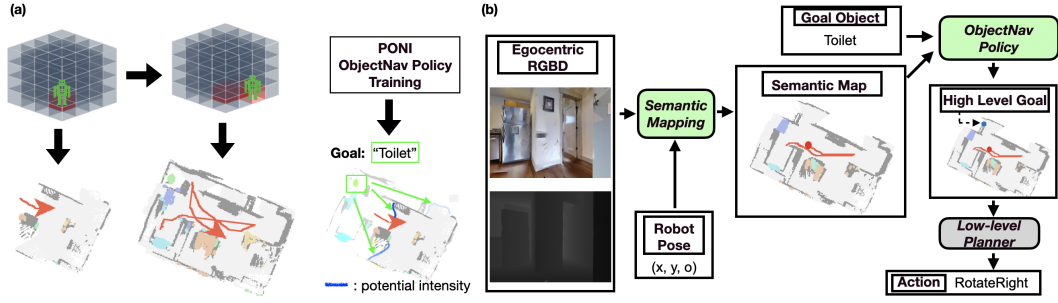 (a)
PONI
ObjectNav Policy
Training
Goal: "Toilet"
: potential intensity
(b)
Egocentric
RGBD
Semantic
Mapping
Robot
Pose
(x, y, o)
Goal Object
Toilet
Semantic Map
ObjectNav
Policy
High Level Goal
Low-level
Planner
Action RotateRight